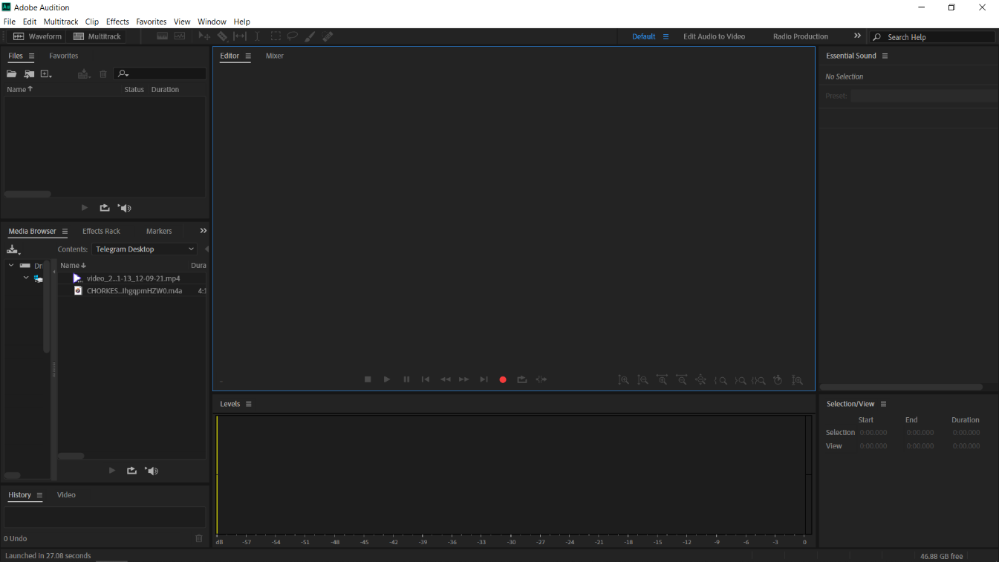 Adobe Audition
File Edit Multitrack Clip Effects Favorites View Window Help
Waveform Multitrack Default Edit Audio to Video Radio Production Search Help
Files Favorites
Name Status Duration
Editor Mixer
Essential Sound
No Selection
Preset:
Media Browser Effects Rack Markers
Contents: Telegram Desktop
Dri
Name Dura
video_2...1-13_12-09-21.mp4
CHORKES...IhgqpmHZW0.m4a 4:1
Levels
dB -57 -54 -51 -48 -45 -42 -39 -36 -33 -30 -27 -24 -21 -18 -15 -12 -9 -6 -3 0
Selection/View
Start End Duration
Selection 0:00.000 0:00.000 0:00.000
View 0:00.000 0:00.000 0:00.000
History Video
0 Undo
Launched in 27.08 seconds
46.88 GB free